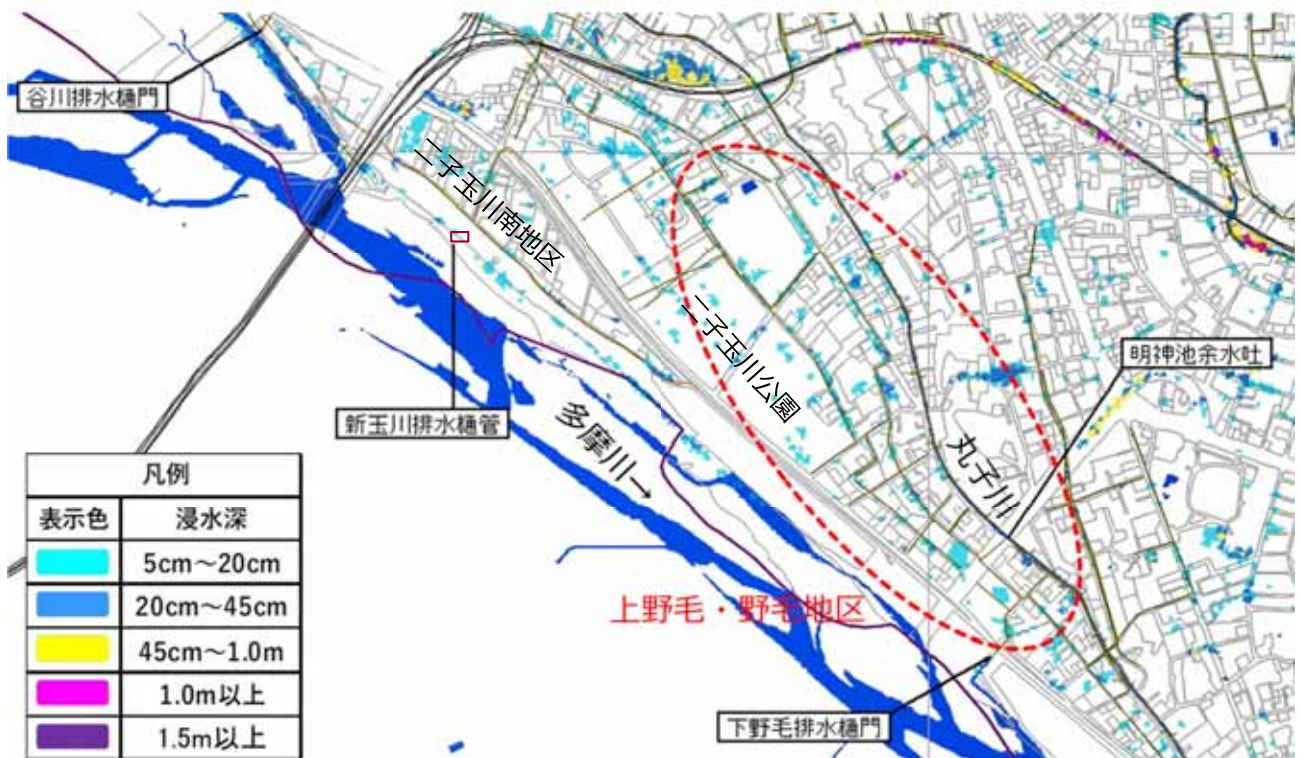 谷川排水樋門
二子玉川南地区
二子玉川公園
明神池余水吐
新玉川排水樋管
多摩川→
丸子川
上野毛・野毛地区
下野毛排水樋門
凡例
表示色 浸水深
5cm～20cm
20cm～45cm
45cm～1.0m
1.0m以上
1.5m以上